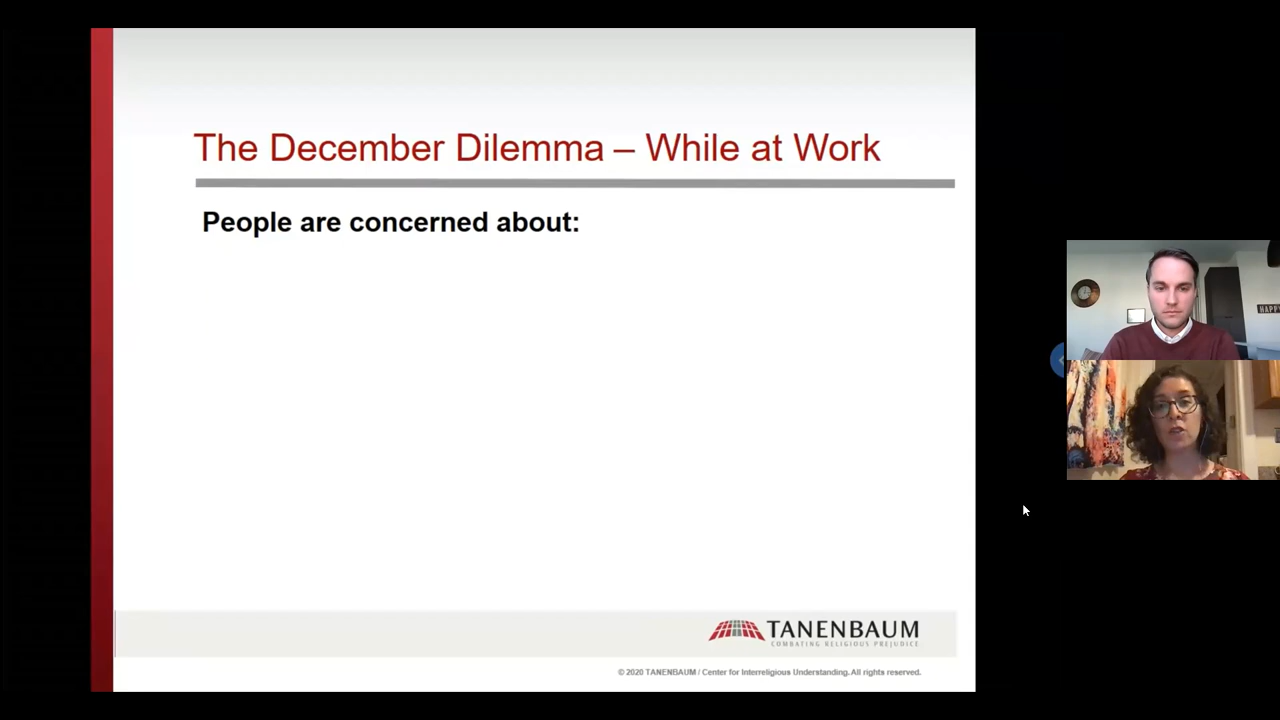 The December Dilemma – While at Work
People are concerned about:
HAPPY
TANENBAUM
COMBATING RELIGIOUS PREJUDICE
© 2020 TANENBAUM / Center for Interreligious Understanding. All rights reserved.